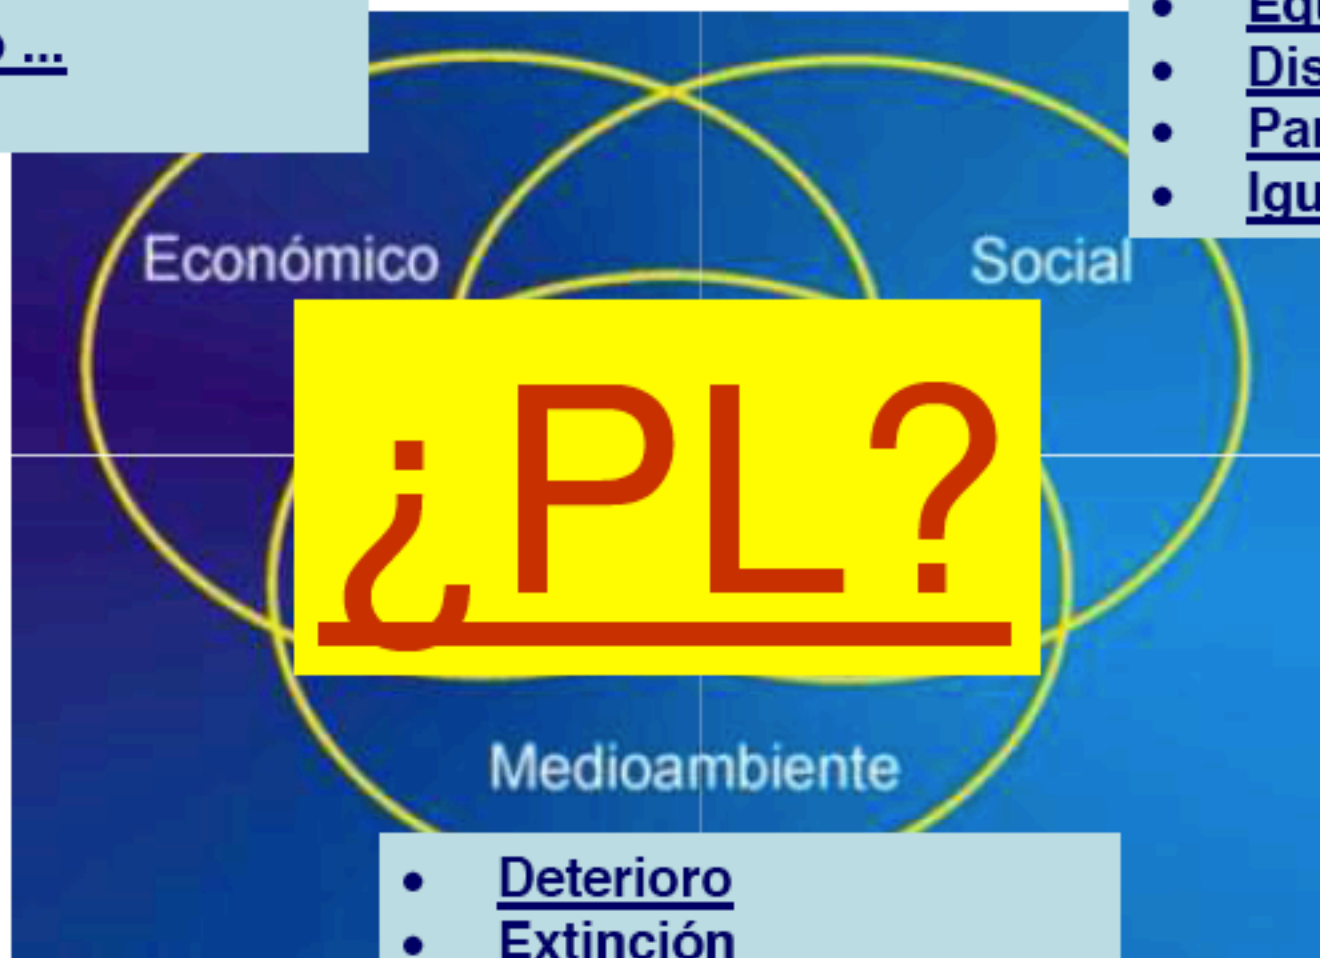 ...
Económico
Social
¿PL?
Medioambiente
• Deterioro
• Extinción